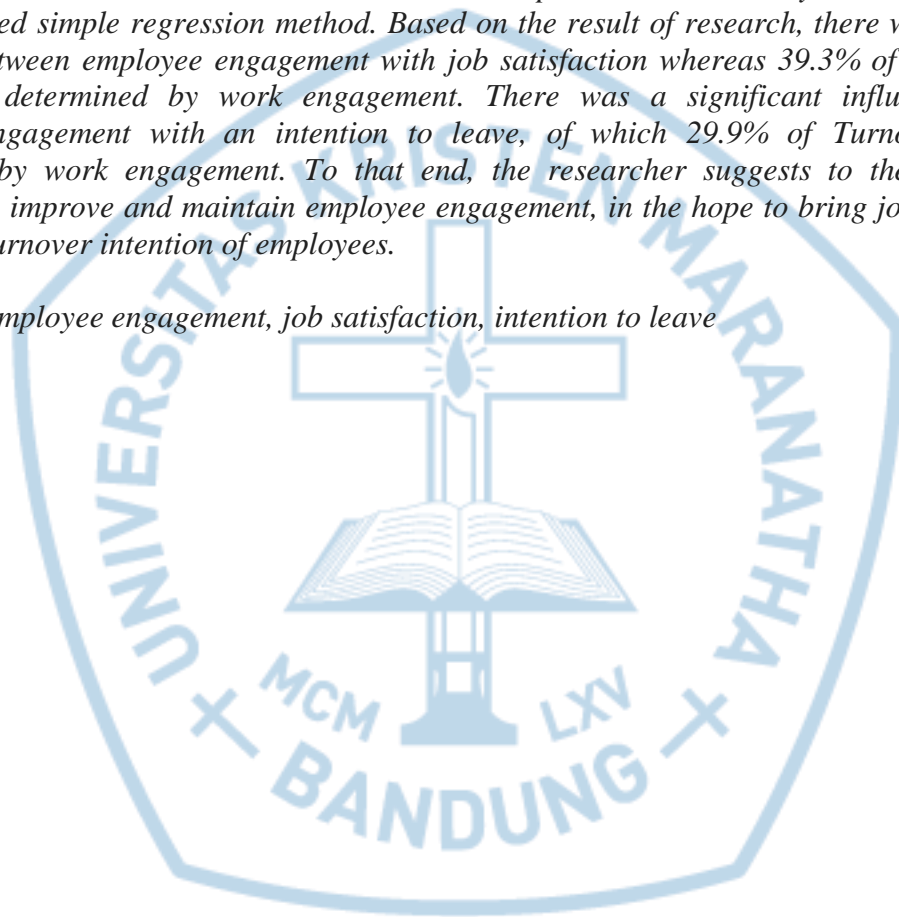 ed simple regression method. Based on the result of research, there w
tween employee engagement with job satisfaction whereas 39.3% of
determined by work engagement. There was a significant influ
ngagement with an intention to leave, of which 29.9% of Turno
by work engagement. To that end, the researcher suggests to the
improve and maintain employee engagement, in the hope to bring jo
urnover intention of employees.
mployee engagement, job satisfaction, intention to leave
UNIVERSITAS KRISTEN MARANATHA
MCM LXV
BANDUNG